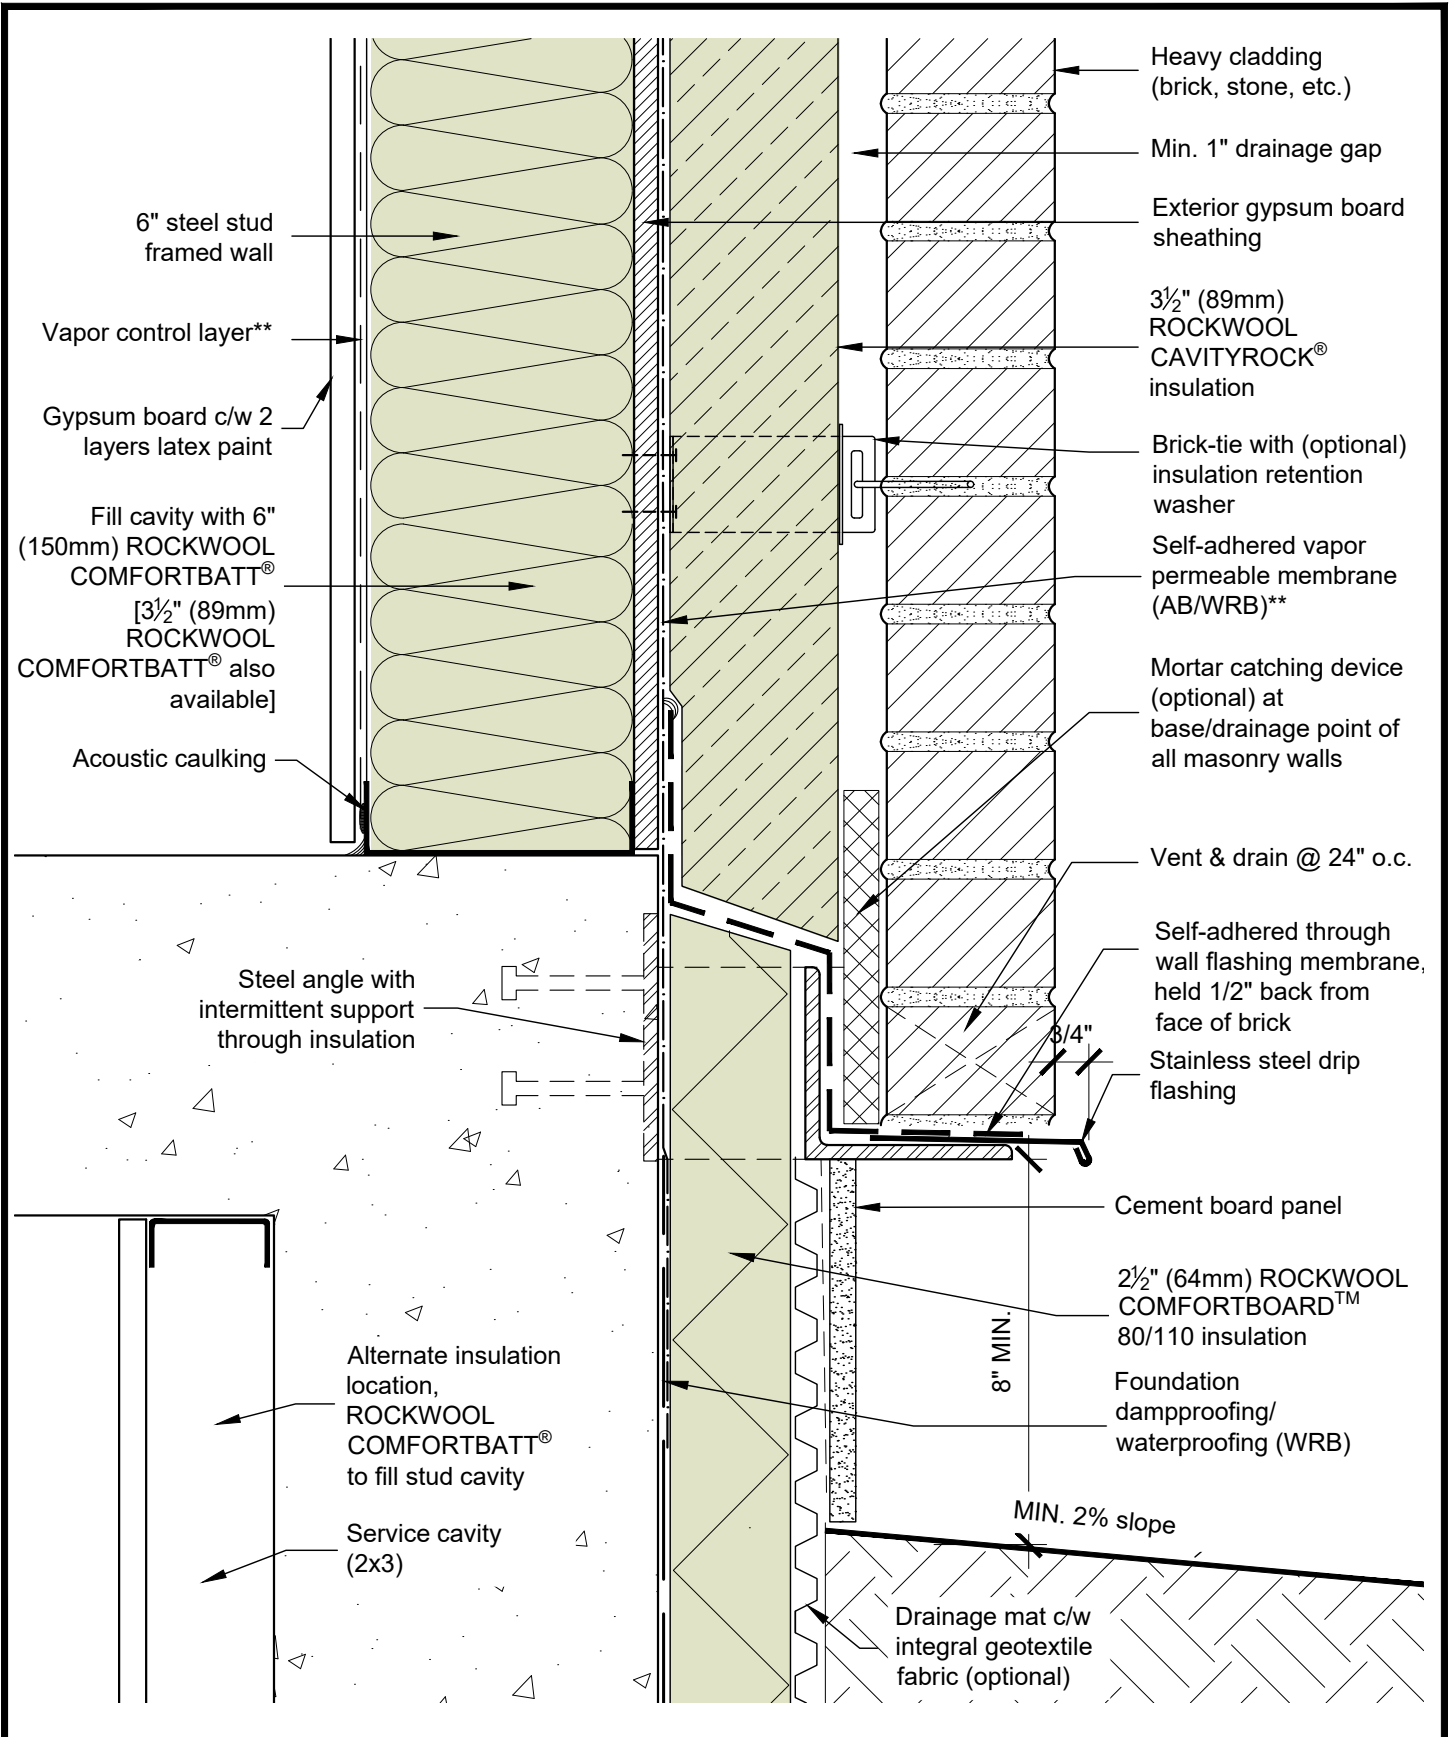 Heavy cladding
(brick, stone, etc.)
Min. 1" drainage gap
Exterior gypsum board
sheathing
3½" (89mm)
ROCKWOOL
CAVITYROCK®
insulation
Brick-tie with (optional)
insulation retention
washer
Self-adhered vapor
permeable membrane
(AB/WRB)**
Mortar catching device
(optional) at
base/drainage point of
all masonry walls
Vent & drain @ 24" o.c.
Self-adhered through
wall flashing membrane,
held 1/2" back from
face of brick
3/4"
Stainless steel drip
flashing
Cement board panel
2½" (64mm) ROCKWOOL
COMFORTBOARD™
80/110 insulation
8" MIN.
Foundation
dampproofing/
waterproofing (WRB)
MIN. 2% slope
Drainage mat c/w
integral geotextile
fabric (optional)
6" steel stud
framed wall
Vapor control layer**
Gypsum board c/w 2
layers latex paint
Fill cavity with 6"
(150mm) ROCKWOOL
COMFORTBATT®
[3½" (89mm)
ROCKWOOL
COMFORTBATT® also
available]
Acoustic caulking
Steel angle with
intermittent support
through insulation
Alternate insulation
location,
ROCKWOOL
COMFORTBATT®
to fill stud cavity
Service cavity
(2x3)